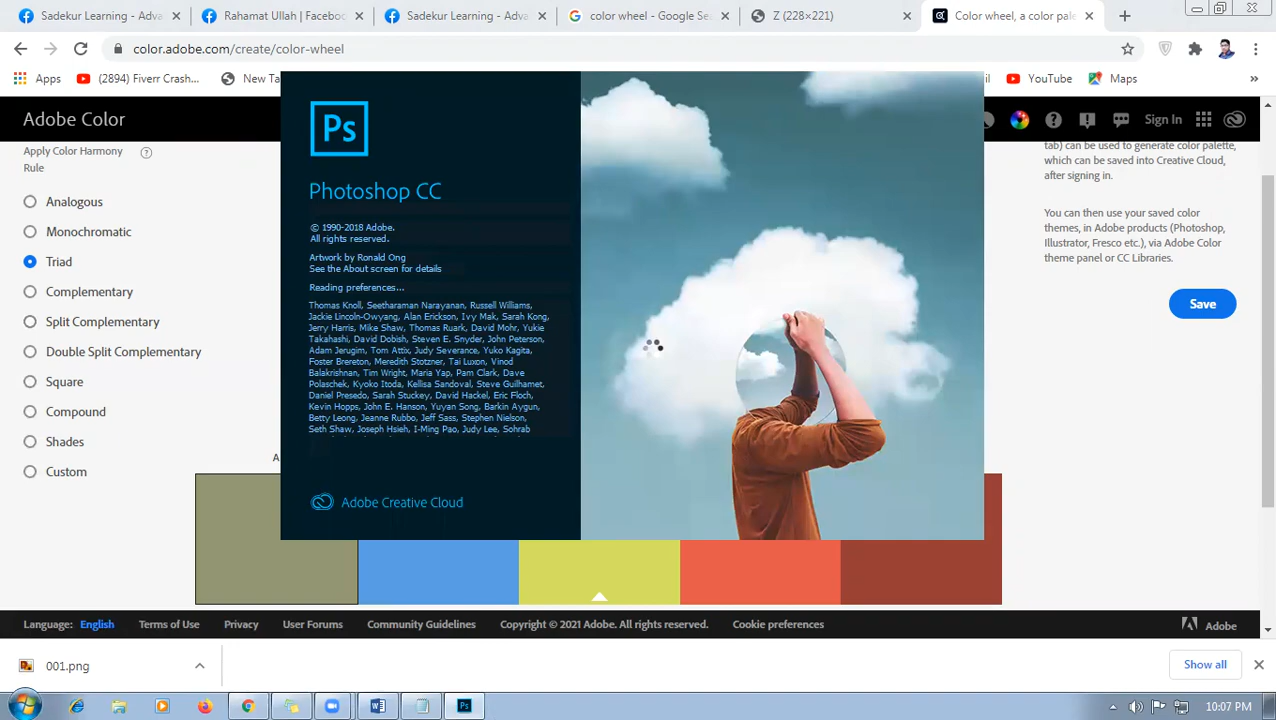 Sadekur Learning - Adva
Rahamat Ullah | Faceboc
Sadekur Learning - Adva
color wheel - Google Sea
Z (228×221)
Color wheel, a color pale
color.adobe.com/create/color-wheel
Apps
(2894) Fiverr Crash...
New Ta
il
YouTube
Maps
Adobe Color
Sign In
Apply Color Harmony
Rule
Analogous
Monochromatic
Triad
Complementary
Split Complementary
Double Split Complementary
Square
Compound
Shades
Custom
A
Ps
Photoshop CC
© 1990-2018 Adobe.
All rights reserved.
Artwork by Ronald Ong
See the About screen for details
Reading preferences...
Thomas Knoll, Seetharaman Narayanan, Russell Williams,
Jackie Lincoln-Owyang, Alan Erickson, Ivy Mak, Sarah Kong,
Jerry Harris, Mike Shaw, Thomas Ruark, David Mohr, Yukie
Takahashi, David Dobish, Steven E. Snyder, John Peterson,
Adam Jerugim, Tom Attix, Judy Severance, Yuko Kagita,
Foster Brereton, Meredith Stotzner, Tai Luxon, Vinod
Balakrishnan, Tim Wright, Maria Yap, Pam Clark, Dave
Polaschek, Kyoko Itoda, Kellisa Sandoval, Steve Guilhamet,
Daniel Presedo, Sarah Stuckey, David Hackel, Eric Floch,
Kevin Hopps, John E. Hanson, Yuyan Song, Barkin Aygun,
Betty Leong, Jeanne Rubbo, Jeff Sass, Stephen Nielson,
Seth Shaw, Joseph Hsieh, I-Ming Pao, Judy Lee, Sohrab
Adobe Creative Cloud
tab) can be used to generate color palette,
which can be saved into Creative Cloud,
after signing in.
You can then use your saved color
themes, in Adobe products (Photoshop,
Illustrator, Fresco etc.), via Adobe Color
theme panel or CC Libraries.
Save
Language: English
Terms of Use
Privacy
User Forums
Community Guidelines
Copyright © 2021 Adobe. All rights reserved.
Cookie preferences
Adobe
001.png
Show all
Ps
10:07 PM